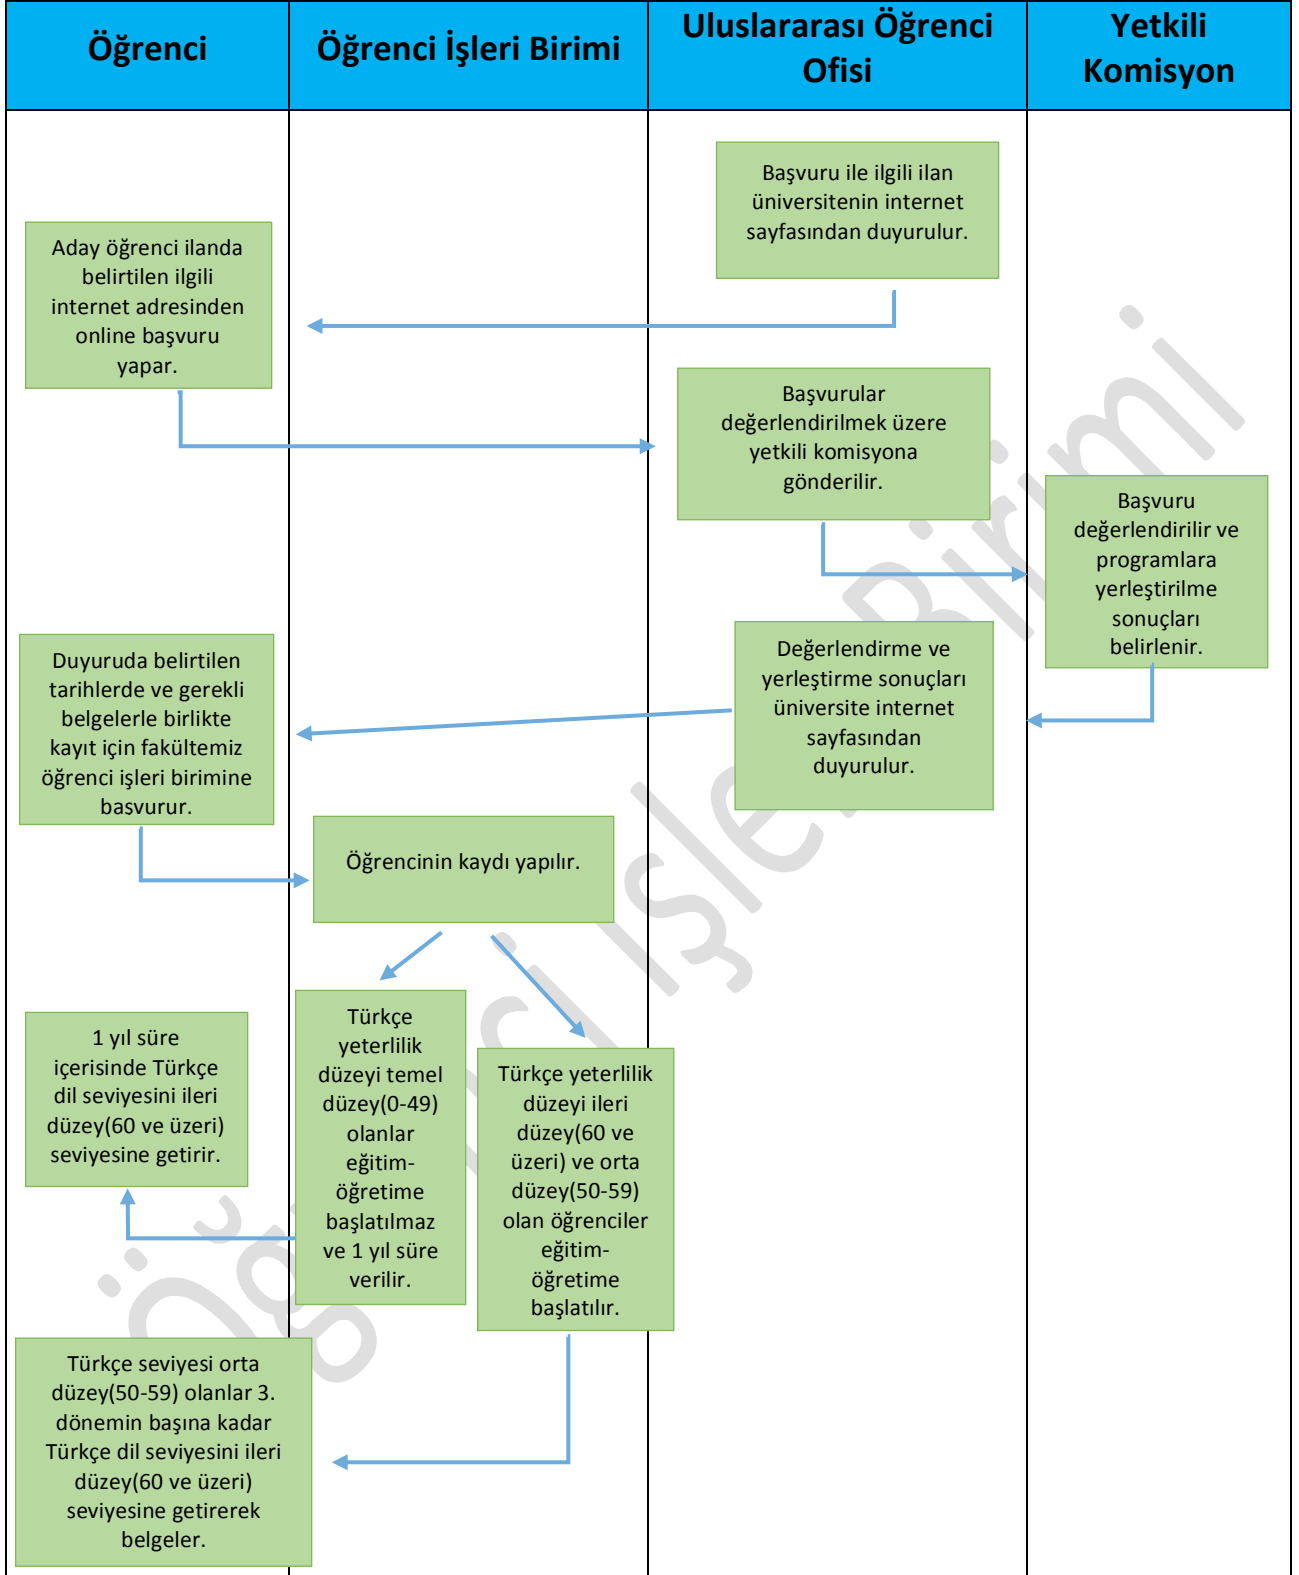 Öğrenci
Öğrenci İşleri Birimi
Uluslararası Öğrenci
Ofisi
Yetkili
Komisyon
Başvuru ile ilgili ilan
üniversitenin internet
sayfasından duyurulur.
Aday öğrenci ilanda
belirtilen ilgili
internet adresinden
online başvuru
yapar.
Başvurular
değerlendirilmek üzere
yetkili komisyona
gönderilir.
Başvuru
değerlendirilir ve
programlara
yerleştirilme
sonuçları
belirlenir.
Değerlendirme ve
yerleştirme sonuçları
üniversite internet
sayfasından
duyurulur.
Duyuruda belirtilen
tarihlerde ve gerekli
belgelerle birlikte
kayıt için fakültemiz
öğrenci işleri birimine
başvurur.
Öğrencinin kaydı yapılır.
Türkçe
yeterlilik
düzeyi temel
düzey(0-49)
olanlar
eğitim-
öğretime
başlatılmaz
ve 1 yıl süre
verilir.
Türkçe yeterlilik
düzeyi ileri
düzey(60 ve
üzeri) ve orta
düzey(50-59)
olan öğrenciler
eğitim-
öğretime
başlatılır.
1 yıl süre
içerisinde Türkçe
dil seviyesini ileri
düzey(60 ve üzeri)
seviyesine getirir.
Türkçe seviyesi orta
düzey(50-59) olanlar 3.
dönemin başına kadar
Türkçe dil seviyesini ileri
düzey(60 ve üzeri)
seviyesine getirerek
belgeler.
Öğrenci İşleri Birimi